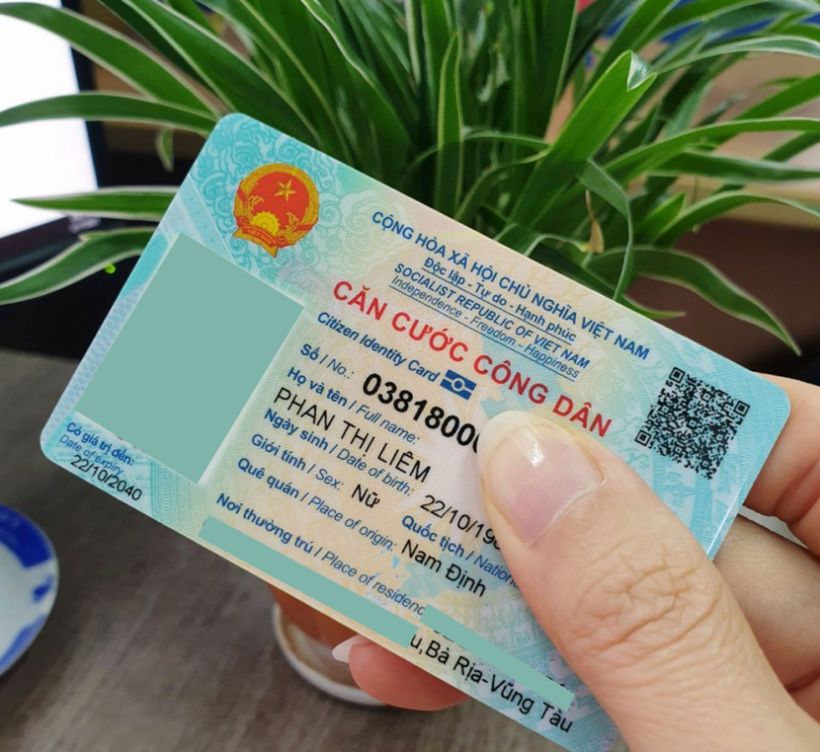 CỘNG HÒA XÃ HỘI CHỦ NGHĨA VIỆT NAM
Độc lập - Tự do - Hạnh phúc
SOCIALIST REPUBLIC OF VIET NAM
Independence - Freedom - Happiness
CĂN CƯỚC CÔNG DÂN
Citizen Identity Card
Số / No.: 0381800
Họ và tên / Full name:
PHAN THỊ LIÊM
Ngày sinh / Date of birth: 22/10/19
Giới tính / Sex: Nữ Quốc tịch /
Quê quán / Place of origin:
Nam Định
Nơi thường trú / Place of
u,Bà Rịa-Vũng Tàu
Có giá trị đến:
Date of expiry
22/10/2040